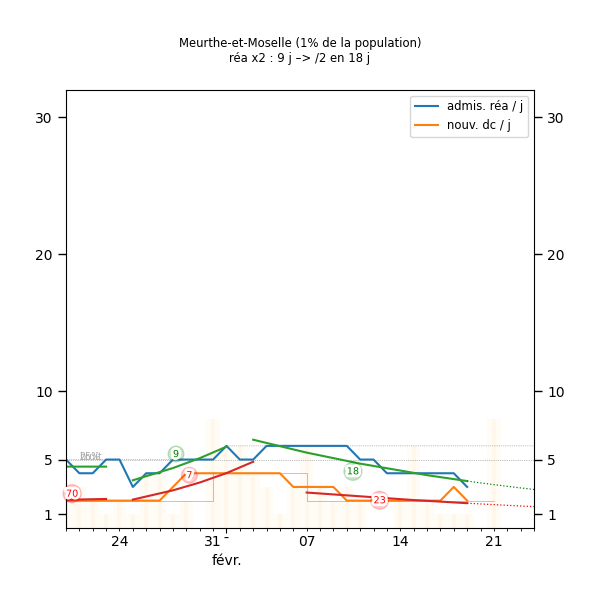 Meurthe-et-Moselle (1% de la population)
réa x2 : 9 j –> /2 en 18 j
admis. réa / j
nouv. dc / j
30 30
20 20
10 10
5 5
1 1
9
7
70
18
23
24 31 07 14 21
févr.